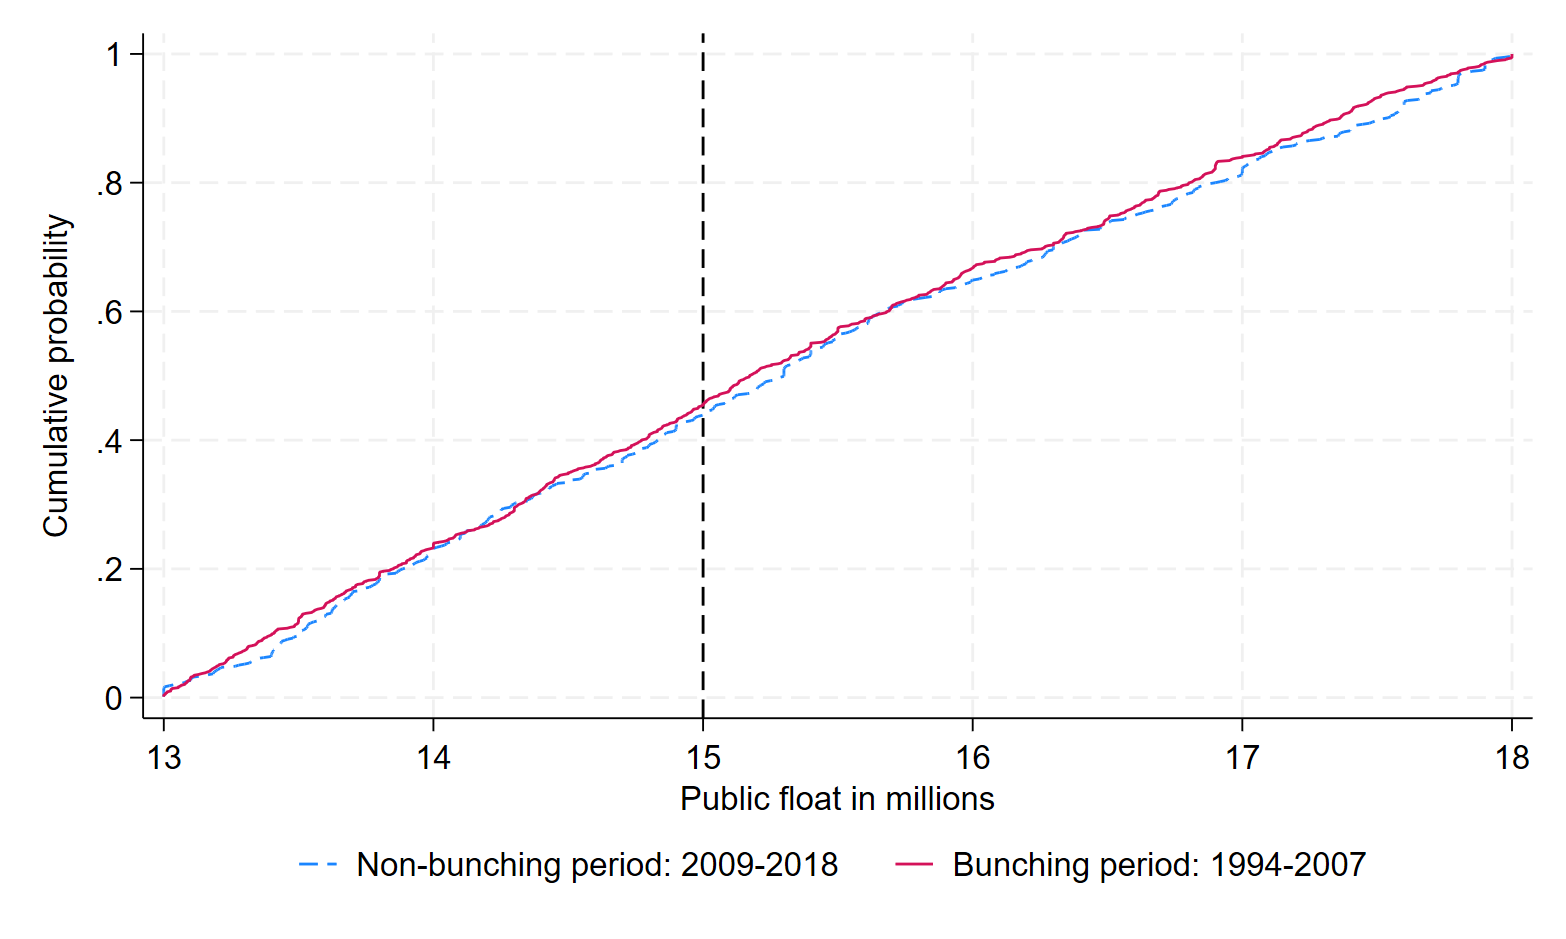 Cumulative probability
1
.8
.6
.4
.2
0
13 14 15 16 17 18
Public float in millions
Non-bunching period: 2009-2018 Bunching period: 1994-2007